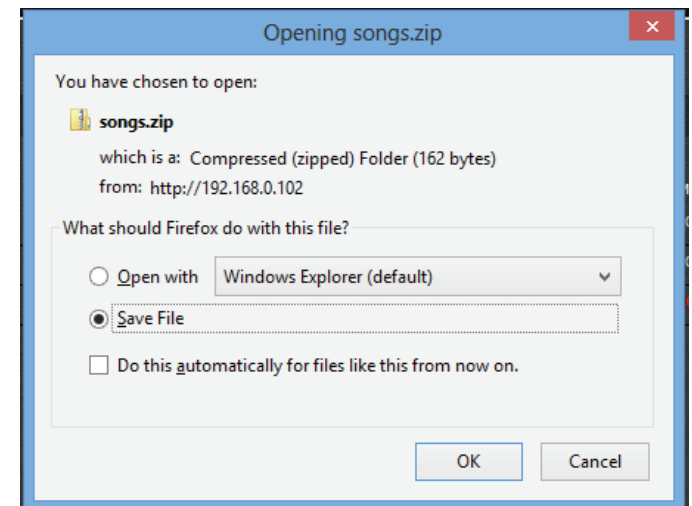 Opening songs.zip
You have chosen to open:
songs.zip
which is a: Compressed (zipped) Folder (162 bytes)
from: http://192.168.0.102
What should Firefox do with this file?
Open with Windows Explorer (default)
Save File
Do this automatically for files like this from now on.
OK Cancel